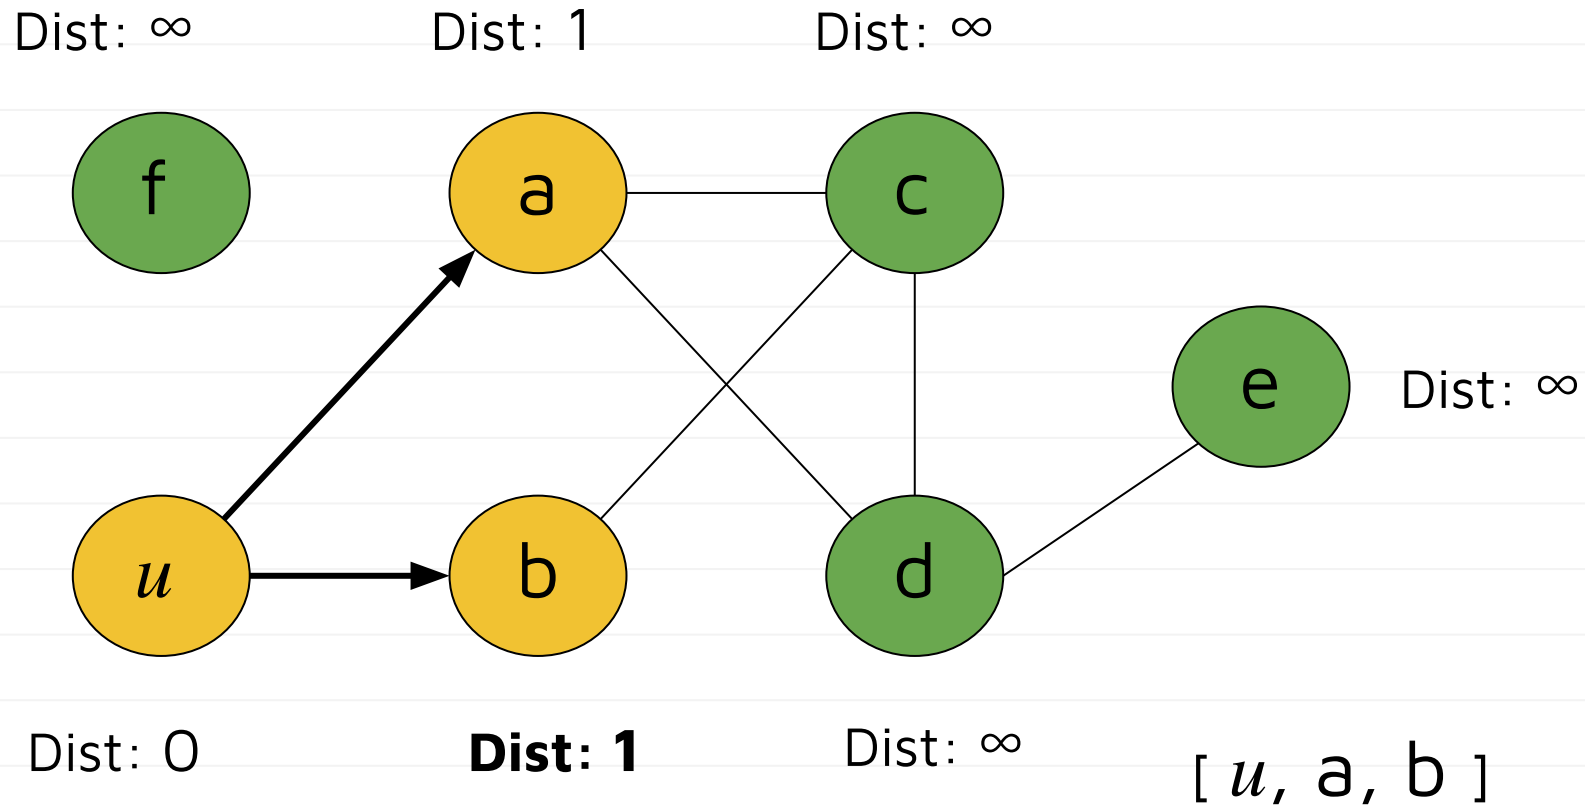 Dist: ∞ Dist: 1 Dist: ∞
f a c
e Dist: ∞
u b d
Dist: 0 Dist: 1 Dist: ∞
[ u, a, b ]